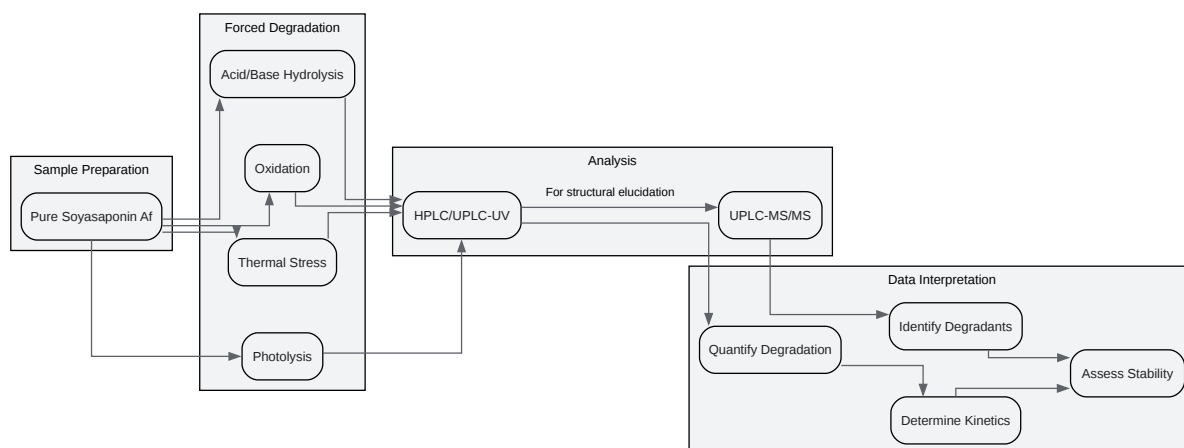 Forced Degradation
Acid/Base Hydrolysis
Sample Preparation
Oxidation
Analysis
Pure Soyasaponin Af
HPLC/UPLC-UV
For structural elucidation
UPLC-MS/MS
Thermal Stress
Data Interpretation
Photolysis
Quantify Degradation
Identify Degradants
Assess Stability
Determine Kinetics